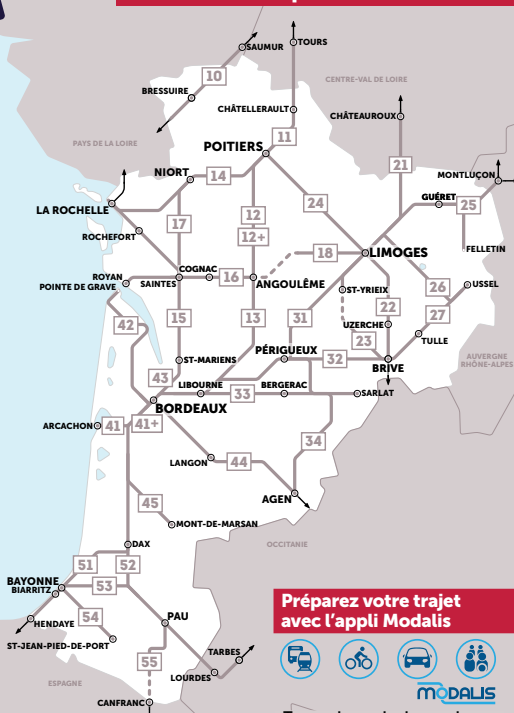 SAUMUR
TOURS
10
CENTRE-VAL DE LOIRE
BRESSUIRE
CHÂTELLERAULT
CHÂTEAUROUX
11
PAYS DE LA LOIRE
POITIERS
21
NIORT
14
MONTLUÇON
GUÉRET
25
LA ROCHELLE
12
24
17
ROCHEFORT
12+
FELLETIN
18
LIMOGES
COGNAC
ROYAN
16
POINTE DE GRAVE
SAINTES
ANGOULÊME
ST-YRIEIX
26
USSEL
22
42
15
13
31
27
UZERCHE
23
TULLE
PÉRIGUEUX
ST-MARIENS
32
AUVERGNE
RHÔNE-ALPES
BRIVE
43
LIBOURNE
33
BERGERAC
SARLAT
BORDEAUX
ARCACHON
41
41+
34
LANGON
44
AGEN
45
MONT-DE-MARSAN
OCCITANIE
DAX
51
52
BAYONNE
BIARRITZ
53
Préparez votre trajet
avec l'appli Modalis
54
PAU
HENDAYE
ST-JEAN-PIED-DE-PORT
TARBES
55
LOURDES
ESPAGNE
MODALIS
CANFRANC